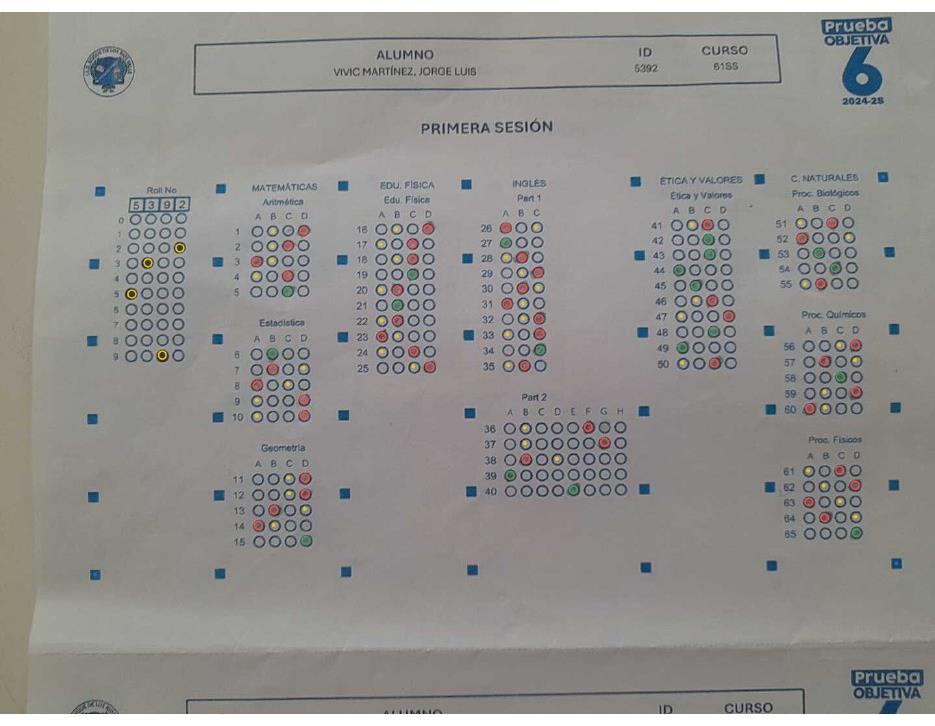 Prueba
OBJETIVA
6
2024-25
ALUMNO ID CURSO
VIVIC MARTÍNEZ, JORGE LUIS 5392 61SS
PRIMERA SESIÓN
Roll No
5 3 9 2
0
1
2
3
4
5
6
7
8
9
MATEMÁTICAS
Aritmética
A B C D
1
2
3
4
5
Estadística
A B C D
6
7
8
9
10
Geometría
A B C D
11
12
13
14
15
EDU. FÍSICA
Edu. Física
A B C D
16
17
18
19
20
21
22
23
24
25
INGLÉS
Part 1
A B C
26
27
28
29
30
31
32
33
34
35
Part 2
A B C D E F G H
36
37
38
39
40
ÉTICA Y VALORES
Ética y Valores
A B C D
41
42
43
44
45
46
47
48
49
50
C. NATURALES
Proc. Biológicos
A B C D
51
52
53
54
55
Proc. Químicos
A B C D
56
57
58
59
60
Proc. Físicos
A B C D
61
62
63
64
65
Prueba
OBJETIVA
ALUMNO ID CURSO